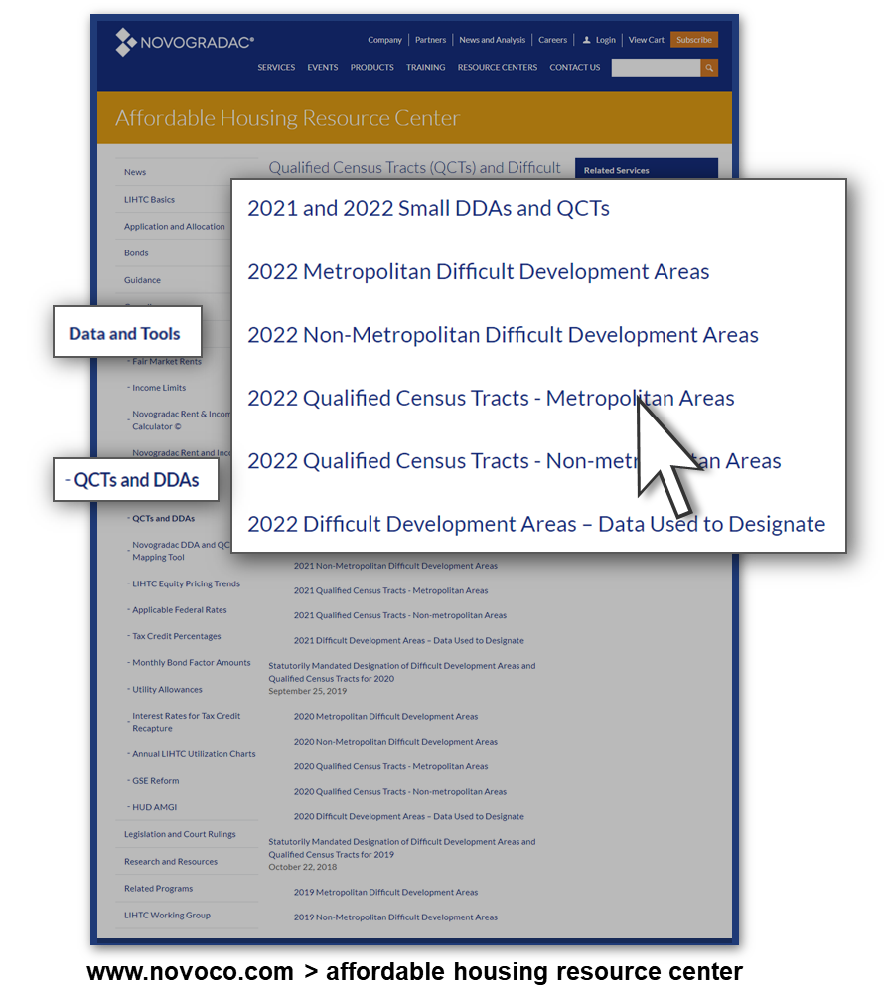 NOVOGRADAC®
Company
Partners
News and Analysis
Careers
Login
View Cart
Subscribe
SERVICES
EVENTS
PRODUCTS
TRAINING
RESOURCE CENTERS
CONTACT US
Affordable Housing Resource Center
News
LIHTC Basics
Application and Allocation
Bonds
Guidance
Data and Tools
- Fair Market Rents
- Income Limits
- Novogradac Rent & Incom
Calculator ©
Novogradac Rent and Inco
- QCTs and DDAs
- QCTs and DDAs
- Novogradac DDA and QC
Mapping Tool
- LIHTC Equity Pricing Trends
- Applicable Federal Rates
- Tax Credit Percentages
- Monthly Bond Factor Amounts
- Utility Allowances
- Interest Rates for Tax Credit
Recapture
- Annual LIHTC Utilization Charts
- GSE Reform
- HUD AMGI
Legislation and Court Rulings
Research and Resources
Related Programs
LIHTC Working Group
Qualified Census Tracts (QCTs) and Difficult
Related Services
2021 and 2022 Small DDAs and QCTs
2022 Metropolitan Difficult Development Areas
2022 Non-Metropolitan Difficult Development Areas
2022 Qualified Census Tracts - Metropolitan Areas
2022 Qualified Census Tracts - Non-metr an Areas
2022 Difficult Development Areas – Data Used to Designate
2021 Non-Metropolitan Difficult Development Areas
2021 Qualified Census Tracts - Metropolitan Areas
2021 Qualified Census Tracts - Non-metropolitan Areas
2021 Difficult Development Areas – Data Used to Designate
Statutorily Mandated Designation of Difficult Development Areas and
Qualified Census Tracts for 2020
September 25, 2019
2020 Metropolitan Difficult Development Areas
2020 Non-Metropolitan Difficult Development Areas
2020 Qualified Census Tracts - Metropolitan Areas
2020 Qualified Census Tracts - Non-metropolitan Areas
2020 Difficult Development Areas – Data Used to Designate
Statutorily Mandated Designation of Difficult Development Areas and
Qualified Census Tracts for 2019
October 22, 2018
2019 Metropolitan Difficult Development Areas
2019 Non-Metropolitan Difficult Development Areas
www.novoco.com > affordable housing resource center